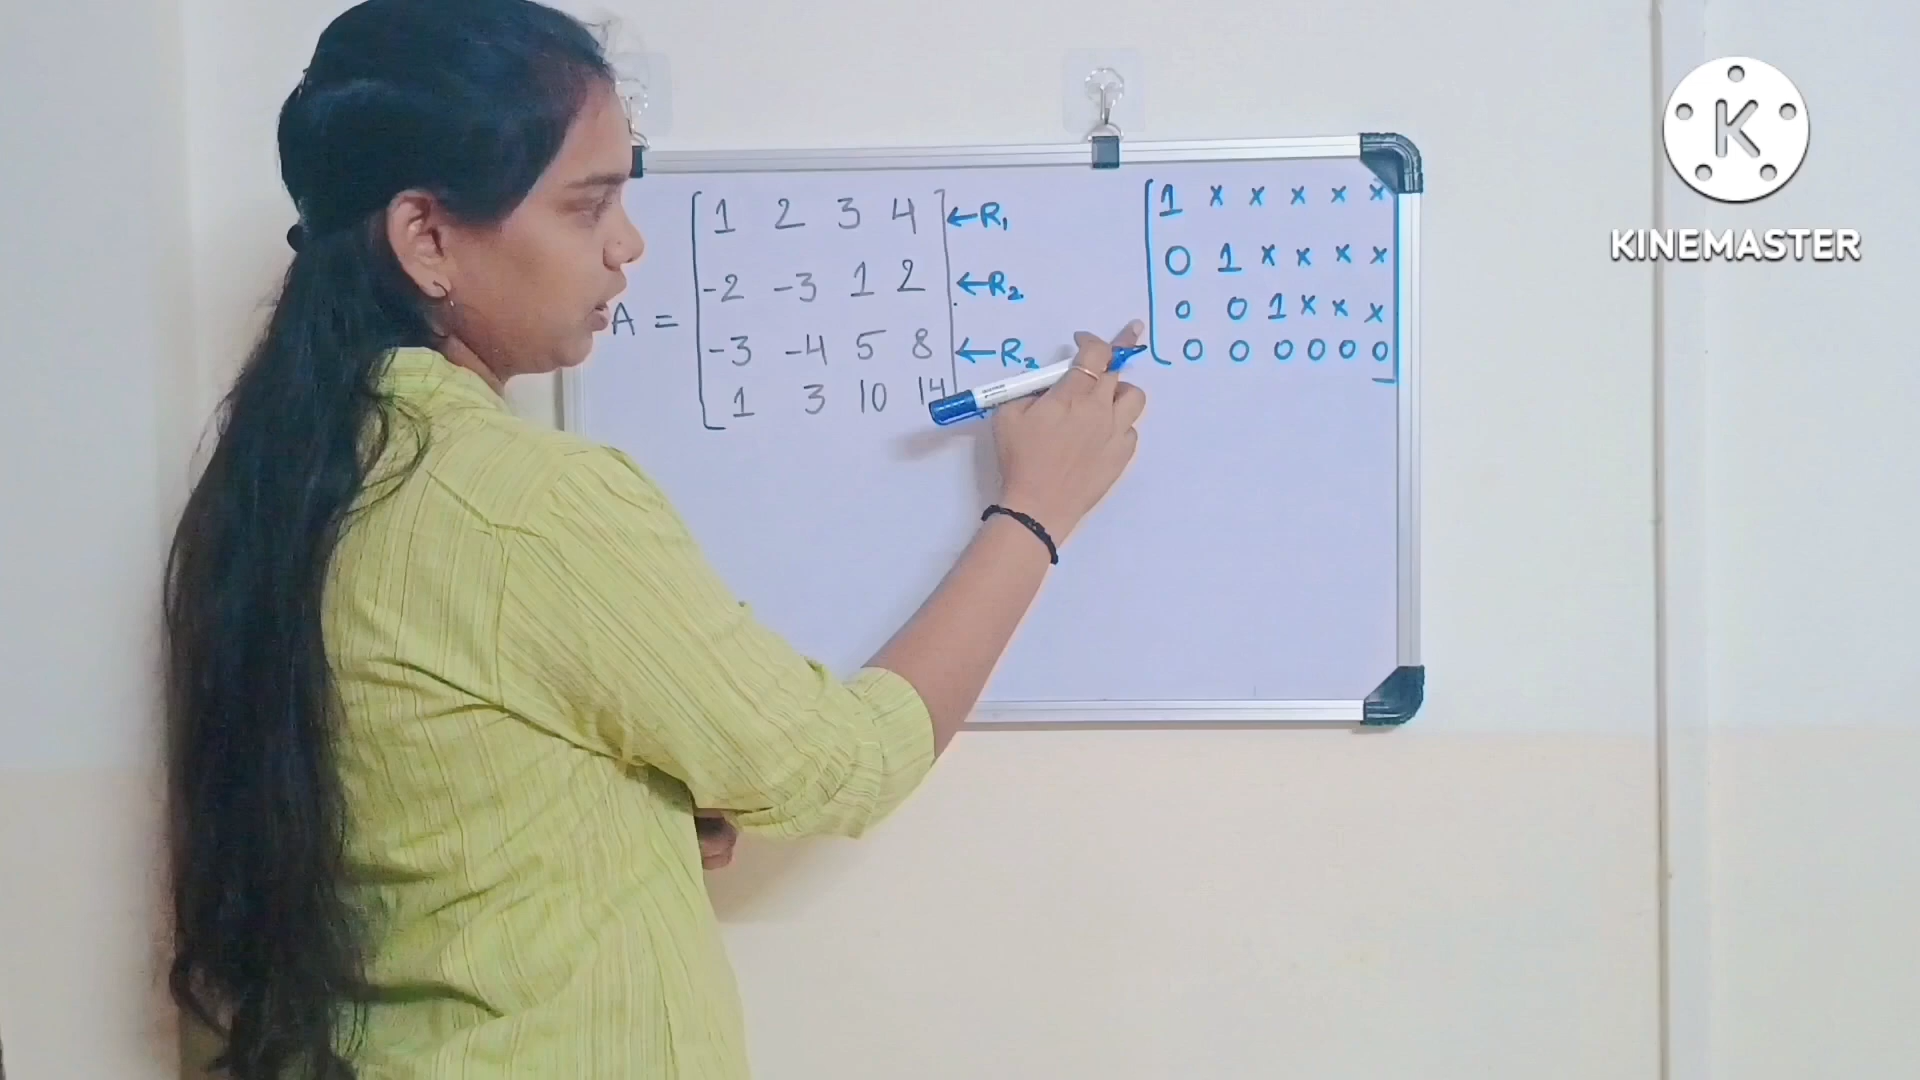 1 2 3 4 ←R₁
-2 -3 1 2 ←R₂
A =
-3 -4 5 8 ←R₃
1 3 10 14
1 x x x x x
0 1 x x x x
0 0 1 x x x
0 0 0 0 0 0
K
KINEMASTER